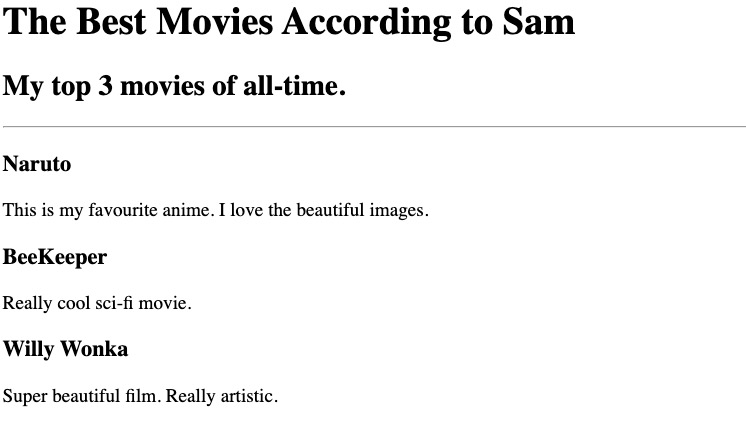 The Best Movies According to Sam
My top 3 movies of all-time.
Naruto
This is my favourite anime. I love the beautiful images.
BeeKeeper
Really cool sci-fi movie.
Willy Wonka
Super beautiful film. Really artistic.